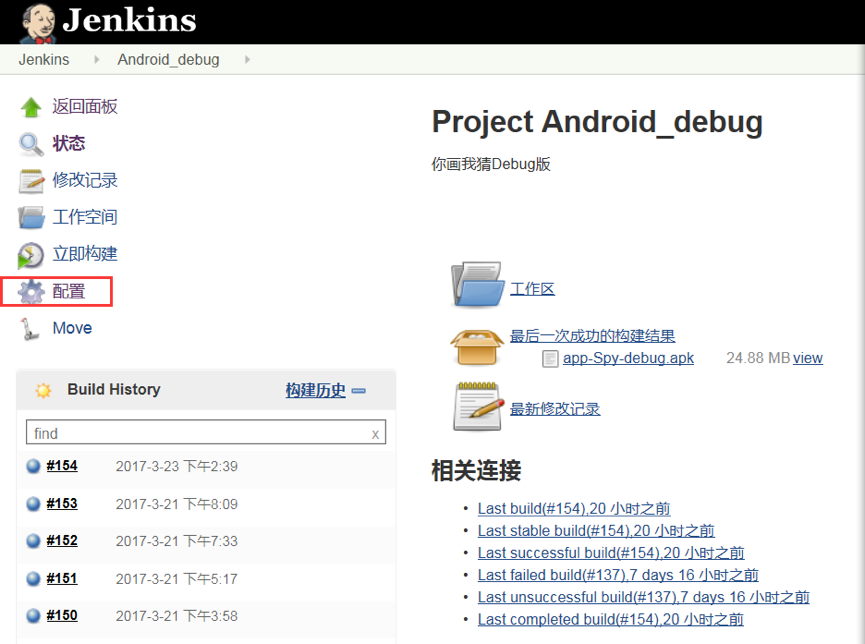 Jenkins
Jenkins
Android_debug
返回面板
状态
修改记录
工作空间
立即构建
配置
Move
Build History
构建历史
find
x
#154 2017-3-23 下午2:39
#153 2017-3-21 下午8:09
#152 2017-3-21 下午7:33
#151 2017-3-21 下午5:17
#150 2017-3-21 下午3:58
Project Android_debug
你画我猜Debug版
工作区
最后一次成功的构建结果
app-Spy-debug.apk 24.88 MB view
最新修改记录
相关连接
Last build(#154),20 小时之前
Last stable build(#154),20 小时之前
Last successful build(#154),20 小时之前
Last failed build(#137),7 days 16 小时之前
Last unsuccessful build(#137),7 days 16 小时之前
Last completed build(#154),20 小时之前